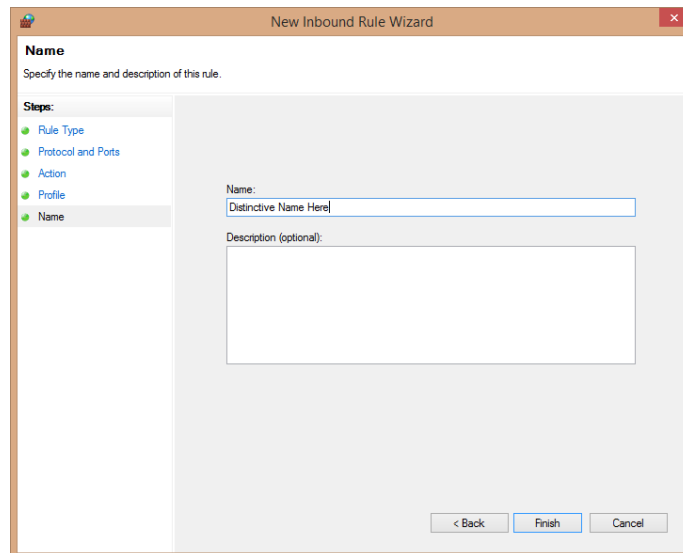 New Inbound Rule Wizard
Name
Specify the name and description of this rule.
Steps:
Rule Type
Protocol and Ports
Action
Profile
Name
Name:
Distinctive Name Here
Description (optional):
< Back
Finish
Cancel